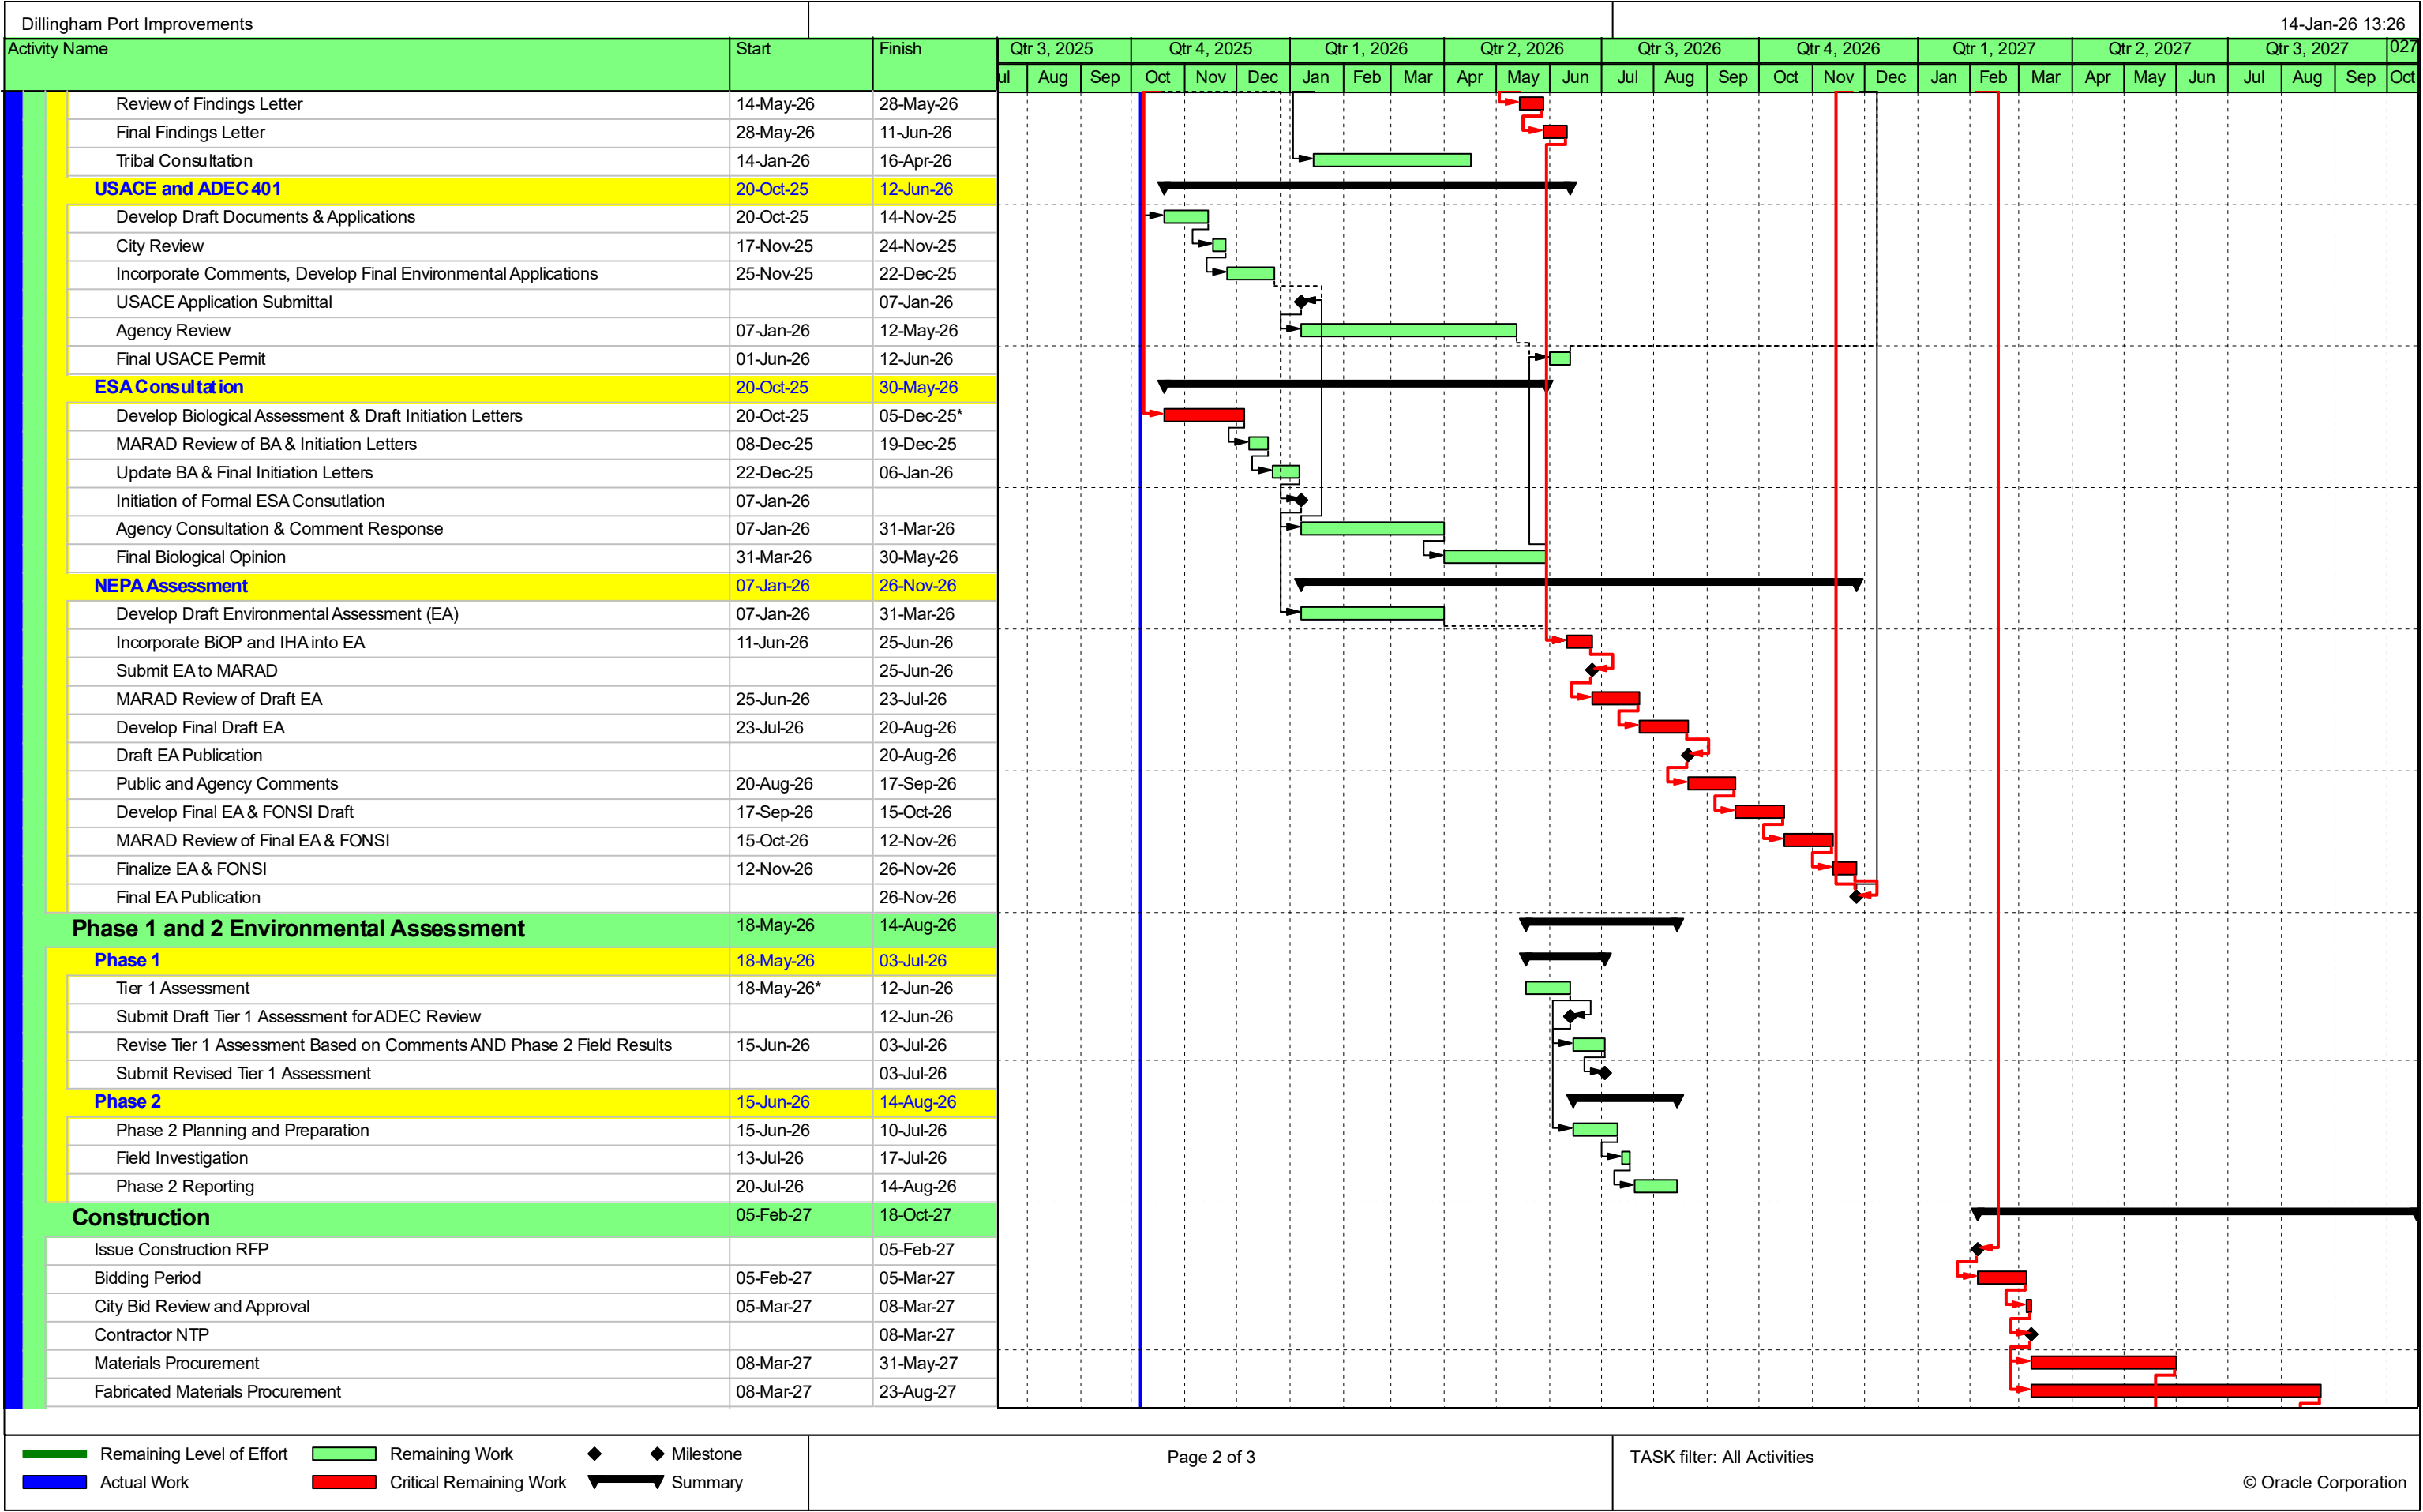 Dillingham Port Improvements 14-Jan-26 13:26
Activity Name Start Finish Qtr 3, 2025 Qtr 4, 2025 Qtr 1, 2026 Qtr 2, 2026 Qtr 3, 2026 Qtr 4, 2026 Qtr 1, 2027 Qtr 2, 2027 Qtr 3, 2027 027
ul Aug Sep Oct Nov Dec Jan Feb Mar Apr May Jun Jul Aug Sep Oct Nov Dec Jan Feb Mar Apr May Jun Jul Aug Sep Oct
Review of Findings Letter 14-May-26 28-May-26
Final Findings Letter 28-May-26 11-Jun-26
Tribal Consultation 14-Jan-26 16-Apr-26
USACE and ADEC 401 20-Oct-25 12-Jun-26
Develop Draft Documents & Applications 20-Oct-25 14-Nov-25
City Review 17-Nov-25 24-Nov-25
Incorporate Comments, Develop Final Environmental Applications 25-Nov-25 22-Dec-25
USACE Application Submittal 07-Jan-26
Agency Review 07-Jan-26 12-May-26
Final USACE Permit 01-Jun-26 12-Jun-26
ESA Consultation 20-Oct-25 30-May-26
Develop Biological Assessment & Draft Initiation Letters 20-Oct-25 05-Dec-25*
MARAD Review of BA & Initiation Letters 08-Dec-25 19-Dec-25
Update BA & Final Initiation Letters 22-Dec-25 06-Jan-26
Initiation of Formal ESA Consutlation 07-Jan-26
Agency Consultation & Comment Response 07-Jan-26 31-Mar-26
Final Biological Opinion 31-Mar-26 30-May-26
NEPA Assessment 07-Jan-26 26-Nov-26
Develop Draft Environmental Assessment (EA) 07-Jan-26 31-Mar-26
Incorporate BiOP and IHA into EA 11-Jun-26 25-Jun-26
Submit EA to MARAD 25-Jun-26
MARAD Review of Draft EA 25-Jun-26 23-Jul-26
Develop Final Draft EA 23-Jul-26 20-Aug-26
Draft EA Publication 20-Aug-26
Public and Agency Comments 20-Aug-26 17-Sep-26
Develop Final EA & FONSI Draft 17-Sep-26 15-Oct-26
MARAD Review of Final EA & FONSI 15-Oct-26 12-Nov-26
Finalize EA & FONSI 12-Nov-26 26-Nov-26
Final EA Publication 26-Nov-26
Phase 1 and 2 Environmental Assessment 18-May-26 14-Aug-26
Phase 1 18-May-26 03-Jul-26
Tier 1 Assessment 18-May-26* 12-Jun-26
Submit Draft Tier 1 Assessment for ADEC Review 12-Jun-26
Revise Tier 1 Assessment Based on Comments AND Phase 2 Field Results 15-Jun-26 03-Jul-26
Submit Revised Tier 1 Assessment 03-Jul-26
Phase 2 15-Jun-26 14-Aug-26
Phase 2 Planning and Preparation 15-Jun-26 10-Jul-26
Field Investigation 13-Jul-26 17-Jul-26
Phase 2 Reporting 20-Jul-26 14-Aug-26
Construction 05-Feb-27 18-Oct-27
Issue Construction RFP 05-Feb-27
Bidding Period 05-Feb-27 05-Mar-27
City Bid Review and Approval 05-Mar-27 08-Mar-27
Contractor NTP 08-Mar-27
Materials Procurement 08-Mar-27 31-May-27
Fabricated Materials Procurement 08-Mar-27 23-Aug-27
Remaining Level of Effort Remaining Work Milestone Page 2 of 3 TASK filter: All Activities
Actual Work Critical Remaining Work Summary © Oracle Corporation